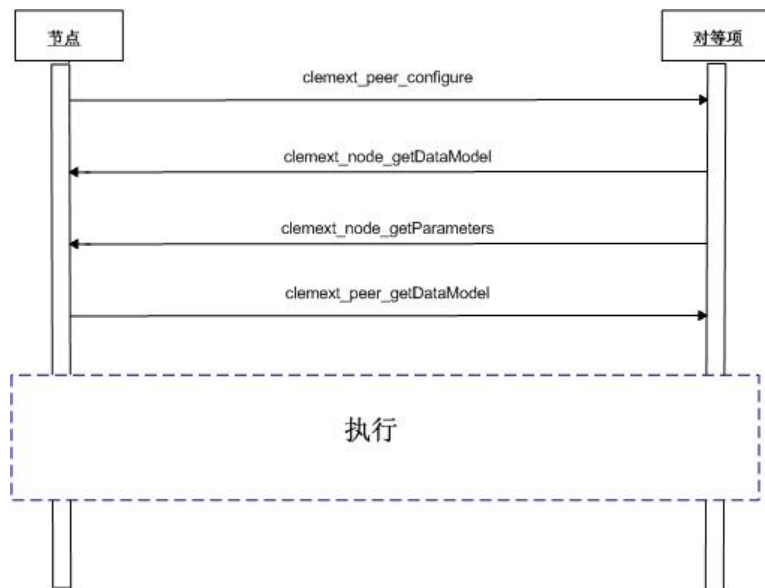 节点
对等项
clemext_peer_configure
clemext_node_getDataModel
clemext_node_getParameters
clemext_peer_getDataModel
执行